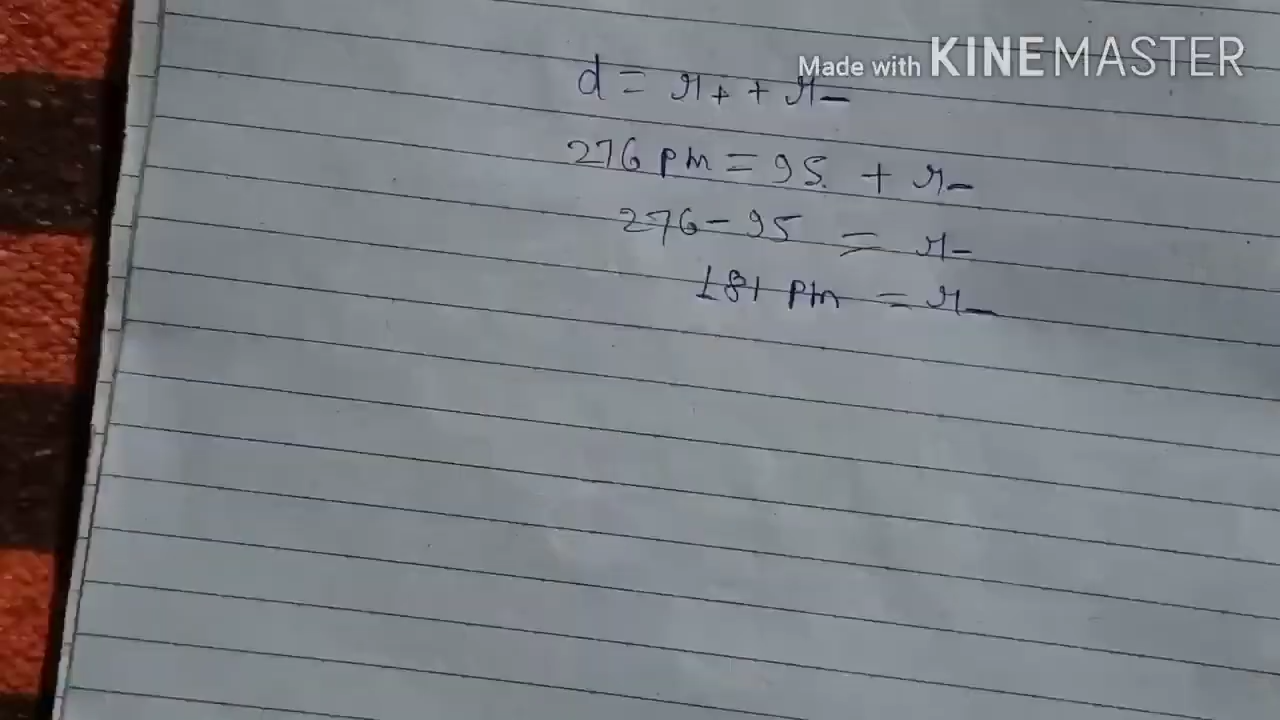 Made with KINEMASTER
d = r+ + r-
276 pm = 95 + r-
276 - 95 = r-
181 pm = r-